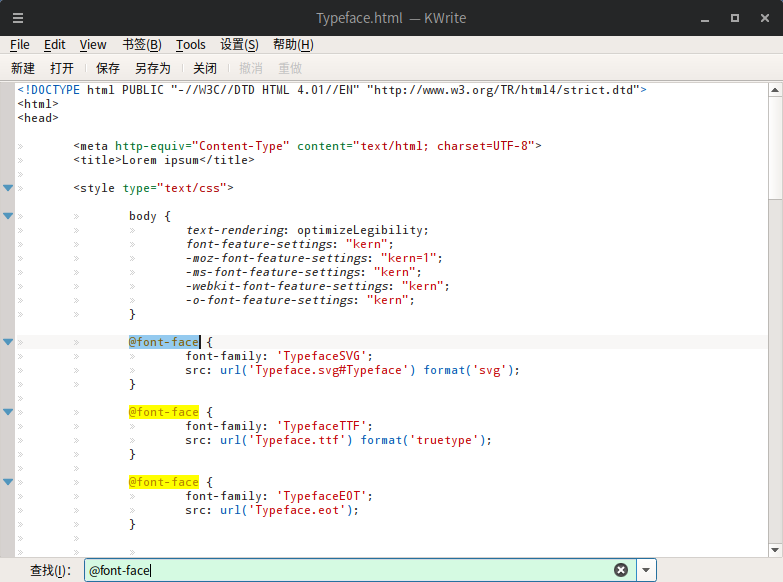 Typeface.html — KWrite
File Edit View 书签(B) Tools 设置(S) 帮助(H)
新建 打开 保存 另存为 关闭 撤消 重做
<!DOCTYPE html PUBLIC "-//W3C//DTD HTML 4.01//EN" "http://www.w3.org/TR/html4/strict.dtd">
<html>
<head>
<meta http-equiv="Content-Type" content="text/html; charset=UTF-8">
<title>Lorem ipsum</title>
<style type="text/css">
body {
text-rendering: optimizeLegibility;
font-feature-settings: "kern";
-moz-font-feature-settings: "kern=1";
-ms-font-feature-settings: "kern";
-webkit-font-feature-settings: "kern";
-o-font-feature-settings: "kern";
}
@font-face {
font-family: 'TypefaceSVG';
src: url('Typeface.svg#Typeface') format('svg');
}
@font-face {
font-family: 'TypefaceTTF';
src: url('Typeface.ttf') format('truetype');
}
@font-face {
font-family: 'TypefaceEOT';
src: url('Typeface.eot');
}
查找(I): @font-face